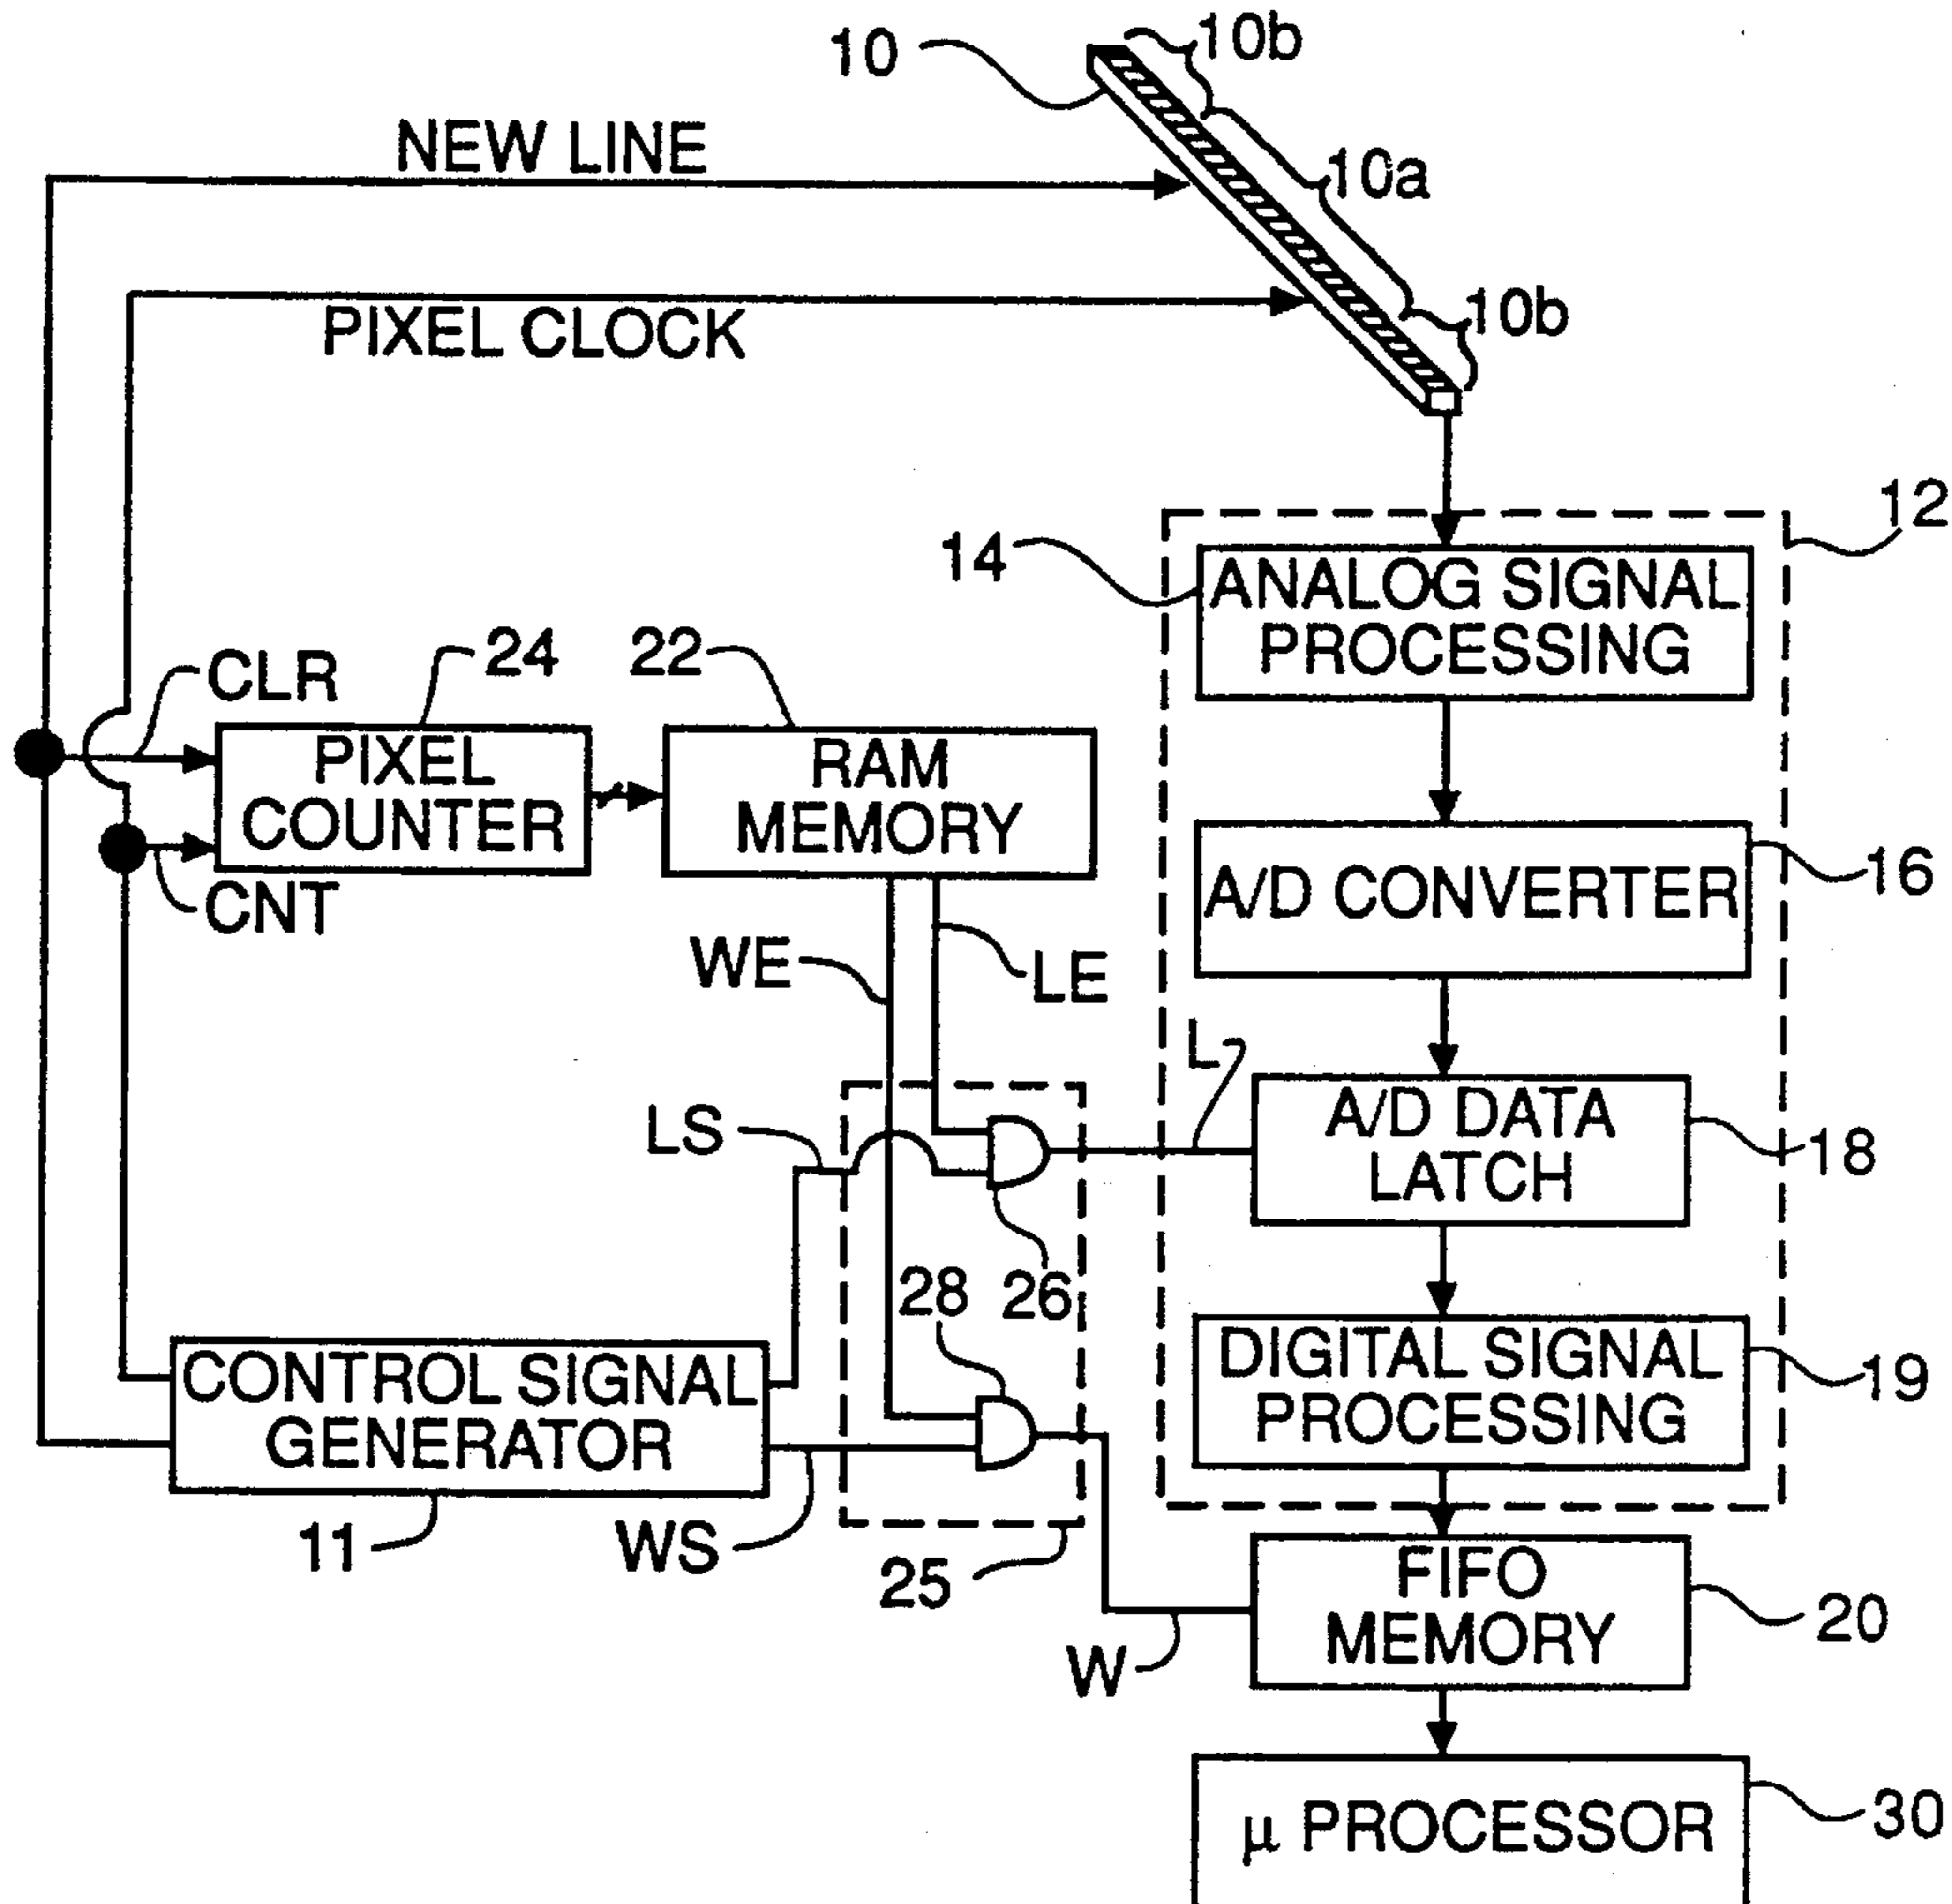 10
10b
NEW LINE
10a
10b
PIXEL CLOCK
12
14
ANALOG SIGNAL
PROCESSING
CLR
24
22
PIXEL
COUNTER
RAM
MEMORY
CNT
A/D CONVERTER
16
WE
LE
L
LS
A/D DATA
LATCH
18
28
26
CONTROL SIGNAL
GENERATOR
DIGITAL SIGNAL
PROCESSING
19
11
WS
25
FIFO
MEMORY
20
W
µ PROCESSOR
30